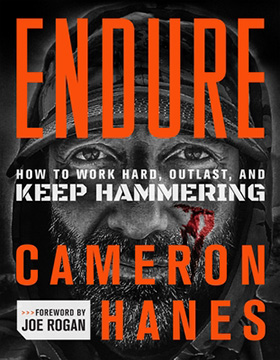 ENDURE
HOW TO WORK HARD, OUTLAST, AND
KEEP HAMMERING
CAMERON
HANES
>>>FOREWORD BY
JOE ROGAN